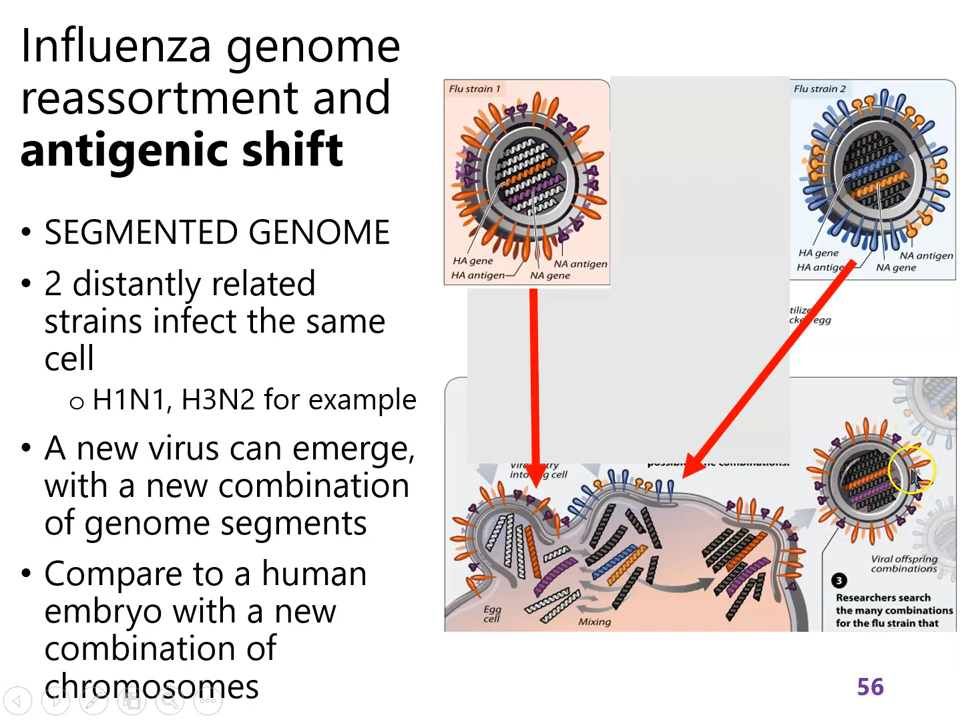 Influenza genome
reassortment and
antigenic shift
• SEGMENTED GENOME
• 2 distantly related
strains infect the same
cell
o H1N1, H3N2 for example
• A new virus can emerge,
with a new combination
of genome segments
• Compare to a human
embryo with a new
combination of
chromosomes
Flu strain 1
HA gene
HA antigen
NA antigen
NA gene
Flu strain 2
HA gene
HA antigen
NA antigen
NA gene
egg
Egg
cell
Mixing
Viral offspring
combinations
3
Researchers search
the many combinations
for the flu strain that
56